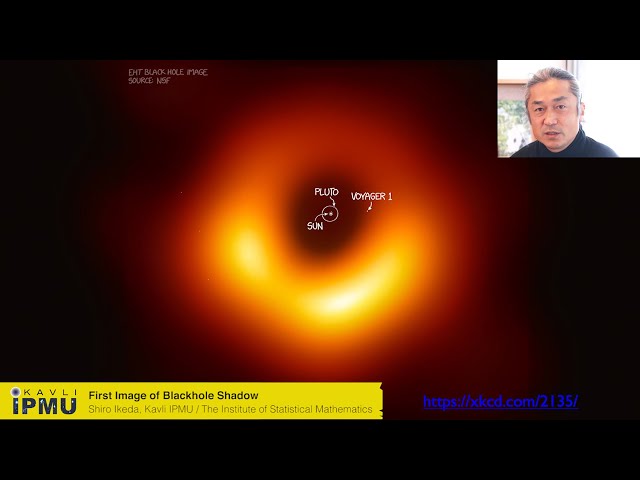 EHT BLACK HOLE IMAGE
SOURCE: NSF
PLUTO
VOYAGER 1
SUN
KAVLI
IPMU
First Image of Blackhole Shadow
Shiro Ikeda, Kavli IPMU / The Institute of Statistical Mathematics
https://xkcd.com/2135/